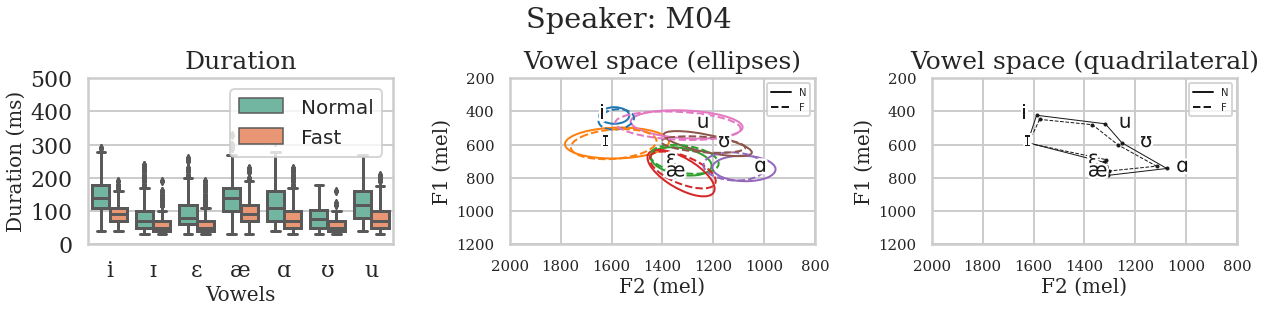 Speaker: M04
Duration
500
400
300
200
100
0
Duration (ms)
Normal
Fast
i ɪ ɛ æ ɑ ʊ u
Vowels
Vowel space (ellipses)
200
400
600
800
1000
1200
F1 (mel)
N
F
i
u
ɪ
ʊ
ɛ
æ
ɑ
2000 1800 1600 1400 1200 1000 800
F2 (mel)
Vowel space (quadrilateral)
200
400
600
800
1000
1200
F1 (mel)
N
F
i
u
ɪ
ʊ
ɛ
æ
ɑ
2000 1800 1600 1400 1200 1000 800
F2 (mel)